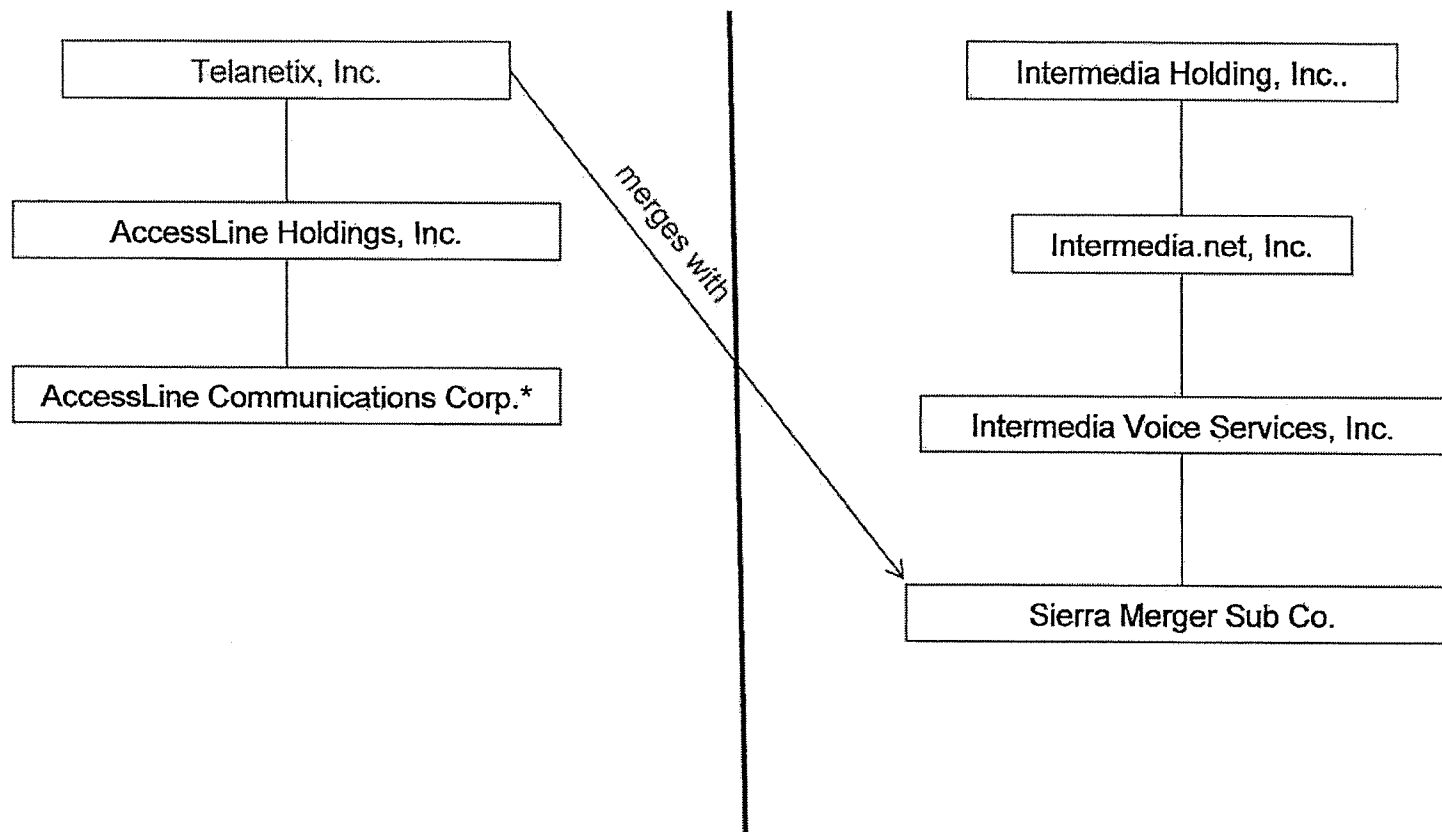 Telanetix, Inc.
AccessLine Holdings, Inc.
AccessLine Communications Corp.*
merges with
Intermedia Holding, Inc..
Intermedia.net, Inc.
Intermedia Voice Services, Inc.
Sierra Merger Sub Co.